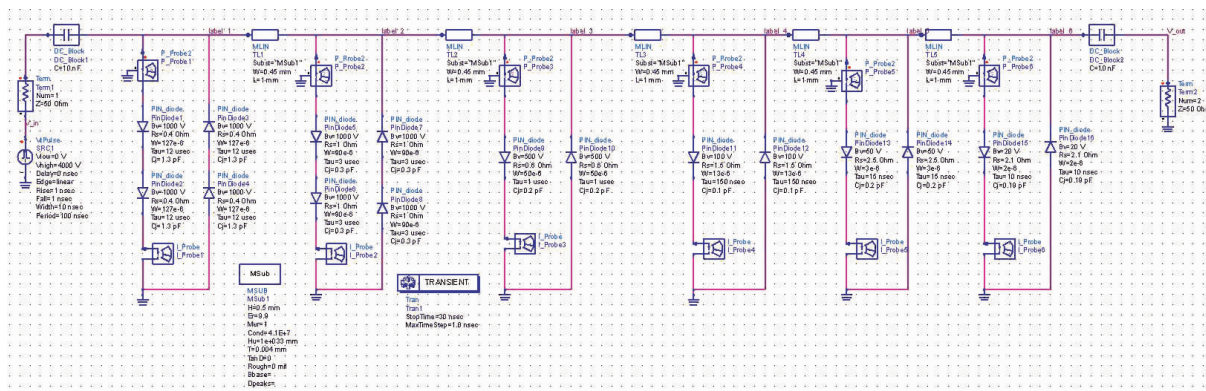 label_1
label_2
label_3
label_4
label_6
V_out
DC_Block
DC_Block1
C=1.0 nF
Term
Term1
Num=1
Z=50 Ohm
V_in
VtPulse
SRC1
Vlow=0 V
Vhigh=4000 V
Delay=0 nsec
Edge=linear
Rise=1 nsec
Fall=1 nsec
Width=10 nsec
Period=100 nsec
P_Probe2
P_Probe1
PIN_diode
PinDiode1
Bv=1000 V
Rs=0.4 Ohm
W=127e-6
Tau=12 usec
Cj=1.3 pF
PIN_diode
PinDiode3
Bv=1000 V
Rs=0.4 Ohm
W=127e-6
Tau=12 usec
Cj=1.3 pF
PIN_diode
PinDiode2
Bv=1000 V
Rs=0.4 Ohm
W=127e-6
Tau=12 usec
Cj=1.3 pF
PIN_diode
PinDiode4
Bv=1000 V
Rs=0.4 Ohm
W=127e-6
Tau=12 usec
Cj=1.3 pF
I_Probe
I_Probe1
MLIN
TL1
Subst="MSub1"
W=0.45 mm
L=1 mm
P_Probe2
P_Probe2
PIN_diode
PinDiode5
Bv=1000 V
Rs=1 Ohm
W=90e-6
Tau=3 usec
Cj=0.3 pF
PIN_diode
PinDiode7
Bv=1000 V
Rs=1 Ohm
W=90e-6
Tau=3 usec
Cj=0.3 pF
PIN_diode
PinDiode6
Bv=1000 V
Rs=1 Ohm
W=90e-6
Tau=3 usec
Cj=0.3 pF
PIN_diode
PinDiode8
Bv=1000 V
Rs=1 Ohm
W=90e-6
Tau=3 usec
Cj=0.3 pF
I_Probe
I_Probe2
MLIN
TL2
Subst="MSub1"
W=0.45 mm
L=1 mm
P_Probe2
P_Probe3
PIN_diode
PinDiode9
Bv=500 V
Rs=0.6 Ohm
W=50e-6
Tau=1 usec
Cj=0.2 pF
PIN_diode
PinDiode10
Bv=500 V
Rs=0.6 Ohm
W=50e-6
Tau=1 usec
Cj=0.2 pF
I_Probe
I_Probe3
MLIN
TL3
Subst="MSub1"
W=0.45 mm
L=1 mm
P_Probe2
P_Probe4
PIN_diode
PinDiode11
Bv=100 V
Rs=1.5 Ohm
W=13e-6
Tau=150 nsec
Cj=0.1 pF
PIN_diode
PinDiode12
Bv=100 V
Rs=1.5 Ohm
W=13e-6
Tau=150 nsec
Cj=0.1 pF
I_Probe
I_Probe4
MLIN
TL4
Subst="MSub1"
W=0.45 mm
L=1 mm
P_Probe2
P_Probe5
PIN_diode
PinDiode13
Bv=50 V
Rs=2.5 Ohm
W=3e-6
Tau=15 nsec
Cj=0.2 pF
PIN_diode
PinDiode14
Bv=50 V
Rs=2.5 Ohm
W=3e-6
Tau=15 nsec
Cj=0.2 pF
I_Probe
I_Probe5
MLIN
TL5
Subst="MSub1"
W=0.45 mm
L=1 mm
P_Probe2
P_Probe6
PIN_diode
PinDiode15
Bv=20 V
Rs=2.1 Ohm
W=2e-6
Tau=10 nsec
Cj=0.19 pF
PIN_diode
PinDiode16
Bv=20 V
Rs=2.1 Ohm
W=2e-6
Tau=10 nsec
Cj=0.19 pF
I_Probe
I_Probe6
DC_Block
DC_Block2
C=1.0 nF
Term
Term2
Num=2
Z=50 Ohm
MSub
MSUB
MSub1
H=0.5 mm
Er=9.9
Mur=1
Cond=4.1E+7
Hu=1e+033 mm
T=0.004 mm
TanD=0
Rough=0 mil
Bbase=
Dpeaks=
TRANSIENT
Tran
Tran1
StopTime=30 nsec
MaxTimeStep=1.0 nsec